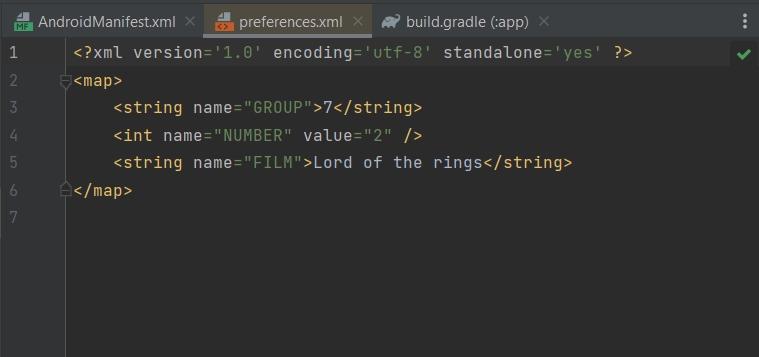 AndroidManifest.xml preferences.xml build.gradle (:app)
1 <?xml version='1.0' encoding='utf-8' standalone='yes' ?>
2 <map>
3 <string name="GROUP">7</string>
4 <int name="NUMBER" value="2" />
5 <string name="FILM">Lord of the rings</string>
6 </map>
7